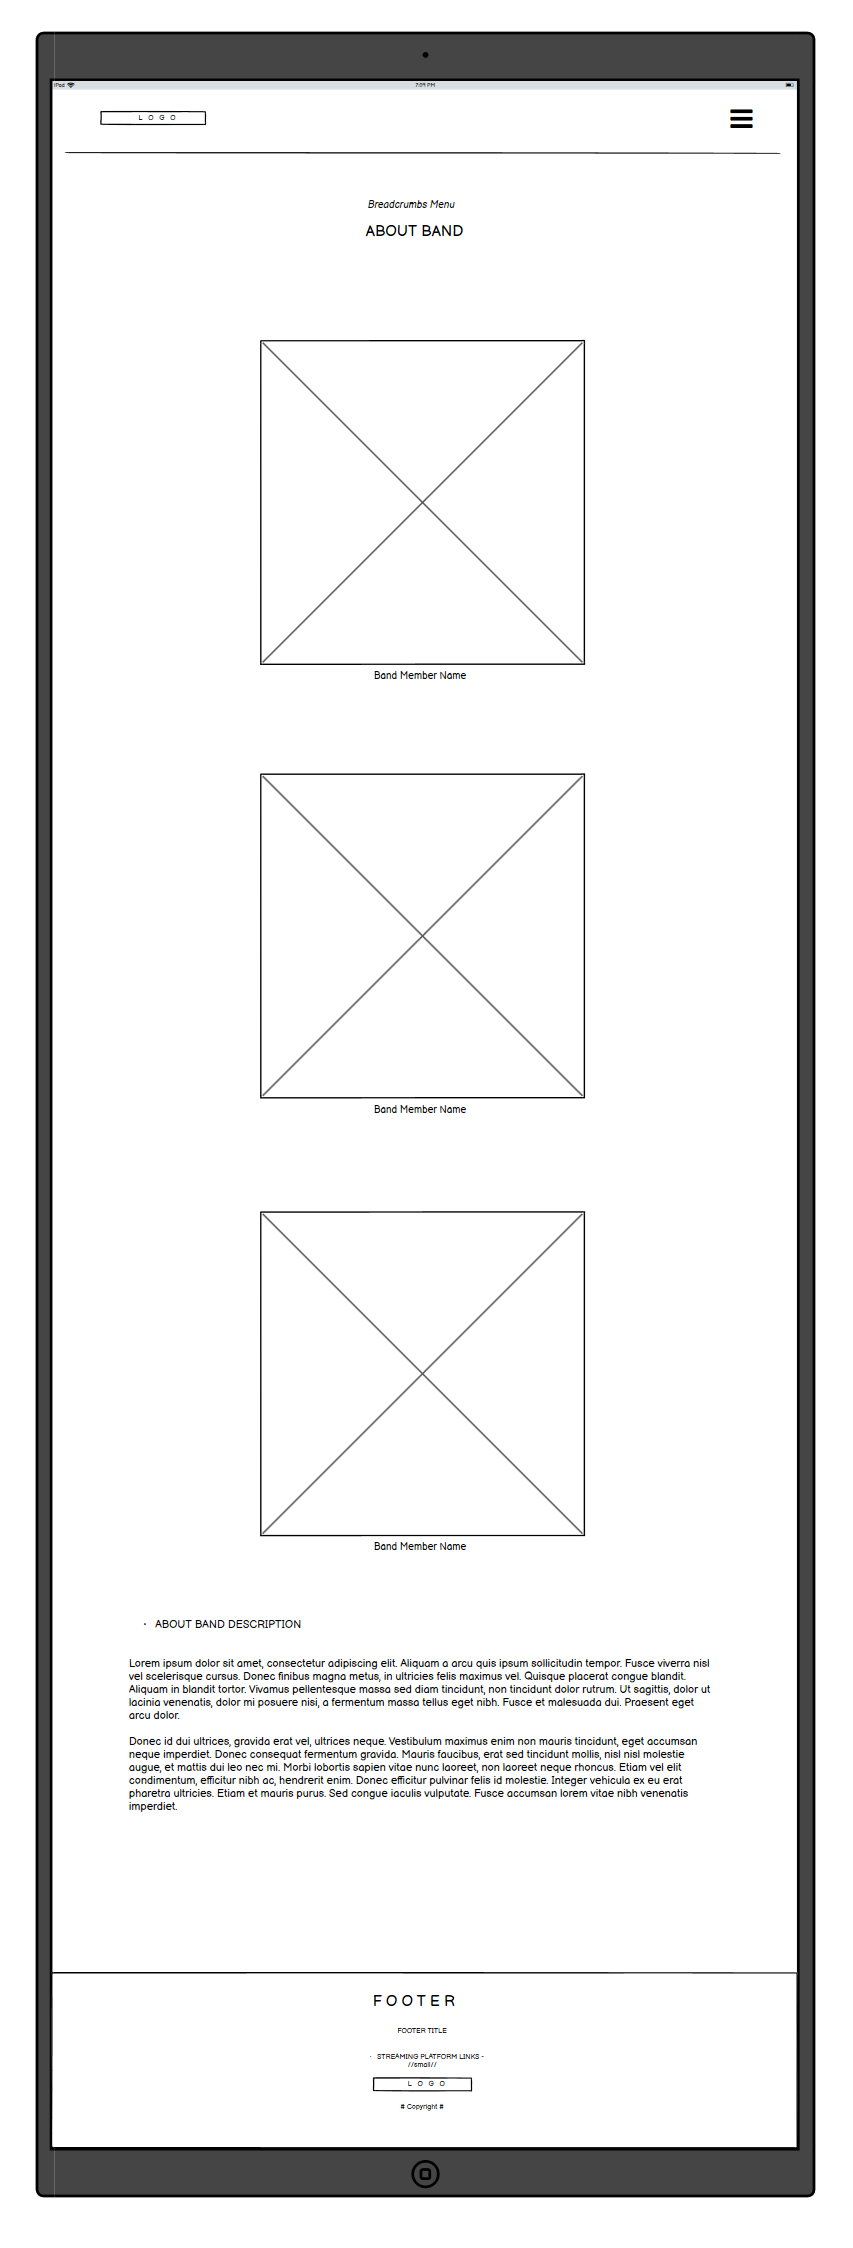 iPad 7:09 PM
L O G O
Breadcrumbs Menu
ABOUT BAND
Band Member Name
Band Member Name
Band Member Name
· ABOUT BAND DESCRIPTION
Lorem ipsum dolor sit amet, consectetur adipiscing elit. Aliquam a arcu quis ipsum sollicitudin tempor. Fusce viverra nisl
vel scelerisque cursus. Donec finibus magna metus, in ultricies felis maximus vel. Quisque placerat congue blandit.
Aliquam in blandit tortor. Vivamus pellentesque massa sed diam tincidunt, non tincidunt dolor rutrum. Ut sagittis, dolor ut
lacinia venenatis, dolor mi posuere nisi, a fermentum massa tellus eget nibh. Fusce et malesuada dui. Praesent eget
arcu dolor.
Donec id dui ultrices, gravida erat vel, ultrices neque. Vestibulum maximus enim non mauris tincidunt, eget accumsan
neque imperdiet. Donec consequat fermentum gravida. Mauris faucibus, erat sed tincidunt mollis, nisl nisl molestie
augue, et mattis dui leo nec mi. Morbi lobortis sapien vitae nunc laoreet, non laoreet neque rhoncus. Etiam vel elit
condimentum, efficitur nibh ac, hendrerit enim. Donec efficitur pulvinar felis id molestie. Integer vehicula ex eu erat
pharetra ultricies. Etiam et mauris purus. Sed congue iaculis vulputate. Fusce accumsan lorem vitae nibh venenatis
imperdiet.
FOOTER
FOOTER TITLE
· STREAMING PLATFORM LINKS -
//small//
L O G O
# Copyright #